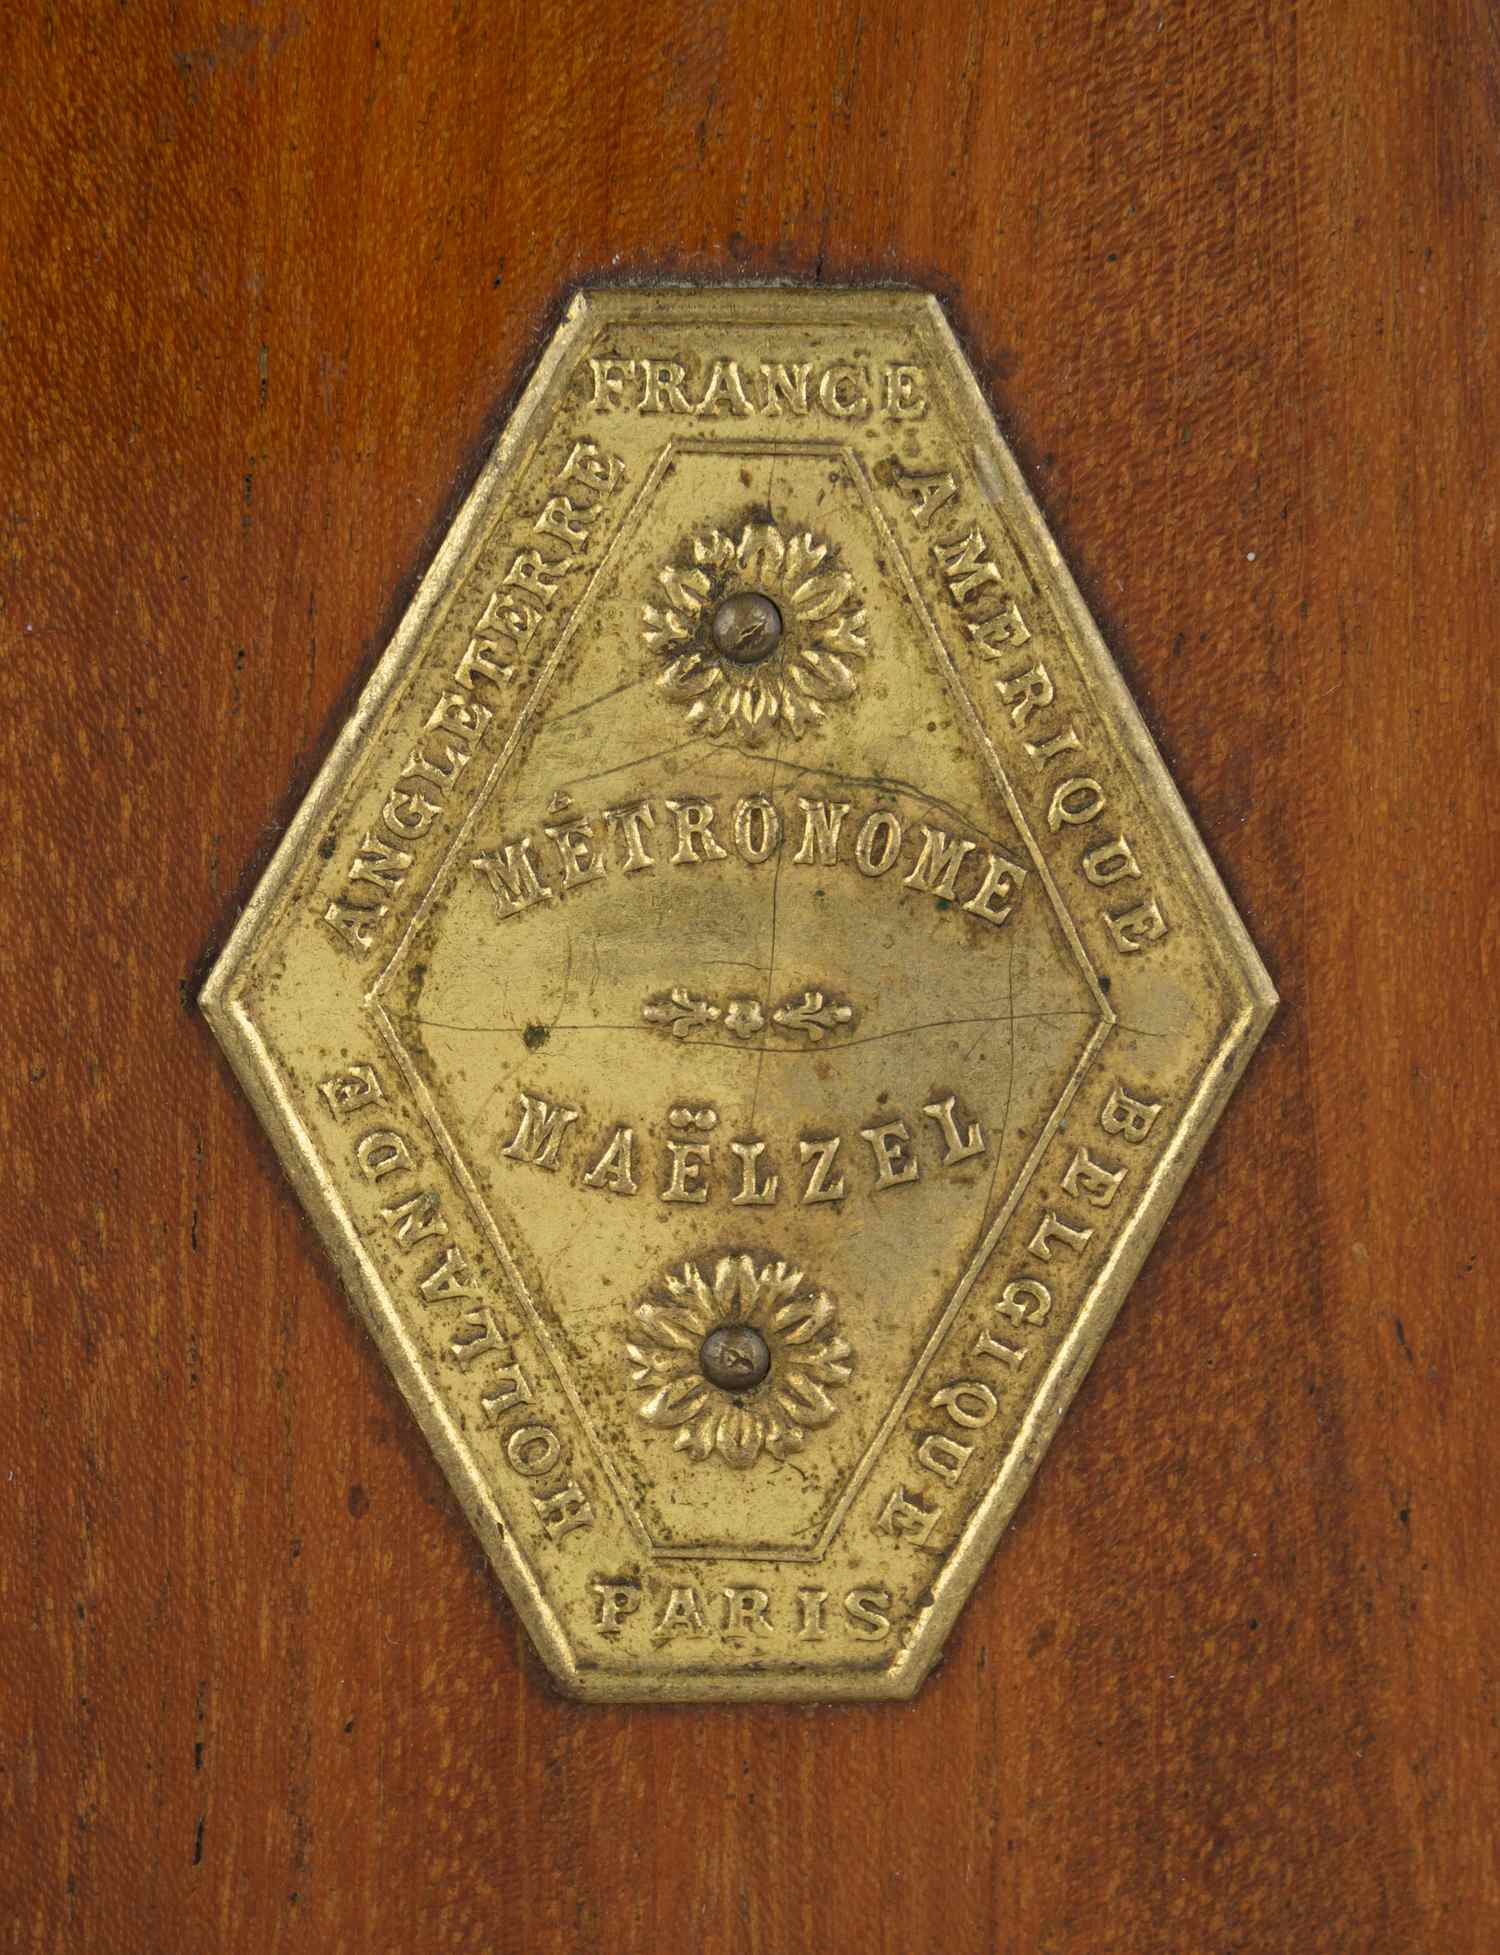 FRANCE
ANGLETERRE
AMERIQUE
MÉTRONOME
MAËLZEL
HOLLANDE
BELGIQUE
PARIS